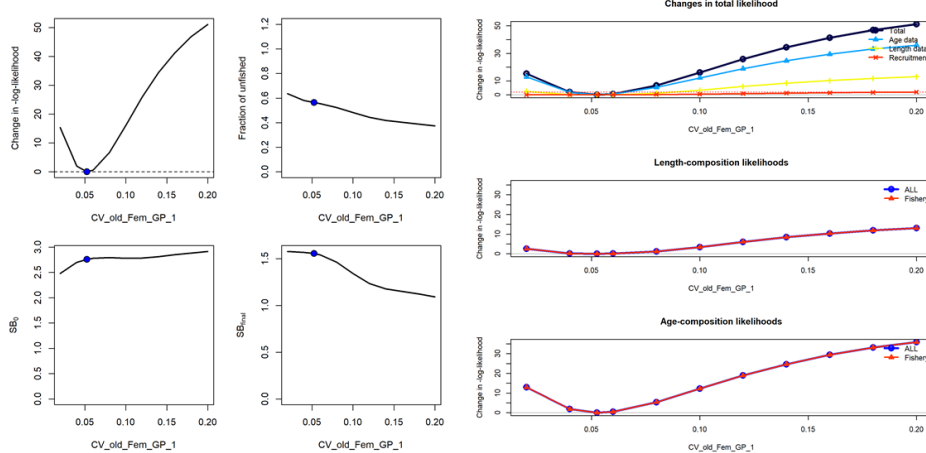 Change in -log-likelihood
50
40
30
20
10
0
0.05 0.10 0.15 0.20
CV_old_Fem_GP_1
Fraction of unfished
1.2
1.0
0.8
0.6
0.4
0.2
0.0
0.05 0.10 0.15 0.20
CV_old_Fem_GP_1
SB0
3.0
2.5
2.0
1.5
1.0
0.5
0.0
0.05 0.10 0.15 0.20
CV_old_Fem_GP_1
SBfinal
1.5
1.0
0.5
0.0
0.05 0.10 0.15 0.20
CV_old_Fem_GP_1
Changes in total likelihood
Change in -log-likelihood
50
30
10
0
Total
Age data
Length data
Recruitment
0.05 0.10 0.15 0.20
CV_old_Fem_GP_1
Length-composition likelihoods
Change in -log-likelihood
30
20
10
0
ALL
Fishery
0.05 0.10 0.15 0.20
CV_old_Fem_GP_1
Age-composition likelihoods
Change in -log-likelihood
30
20
10
0
ALL
Fishery
0.05 0.10 0.15 0.20
CV_old_Fem_GP_1